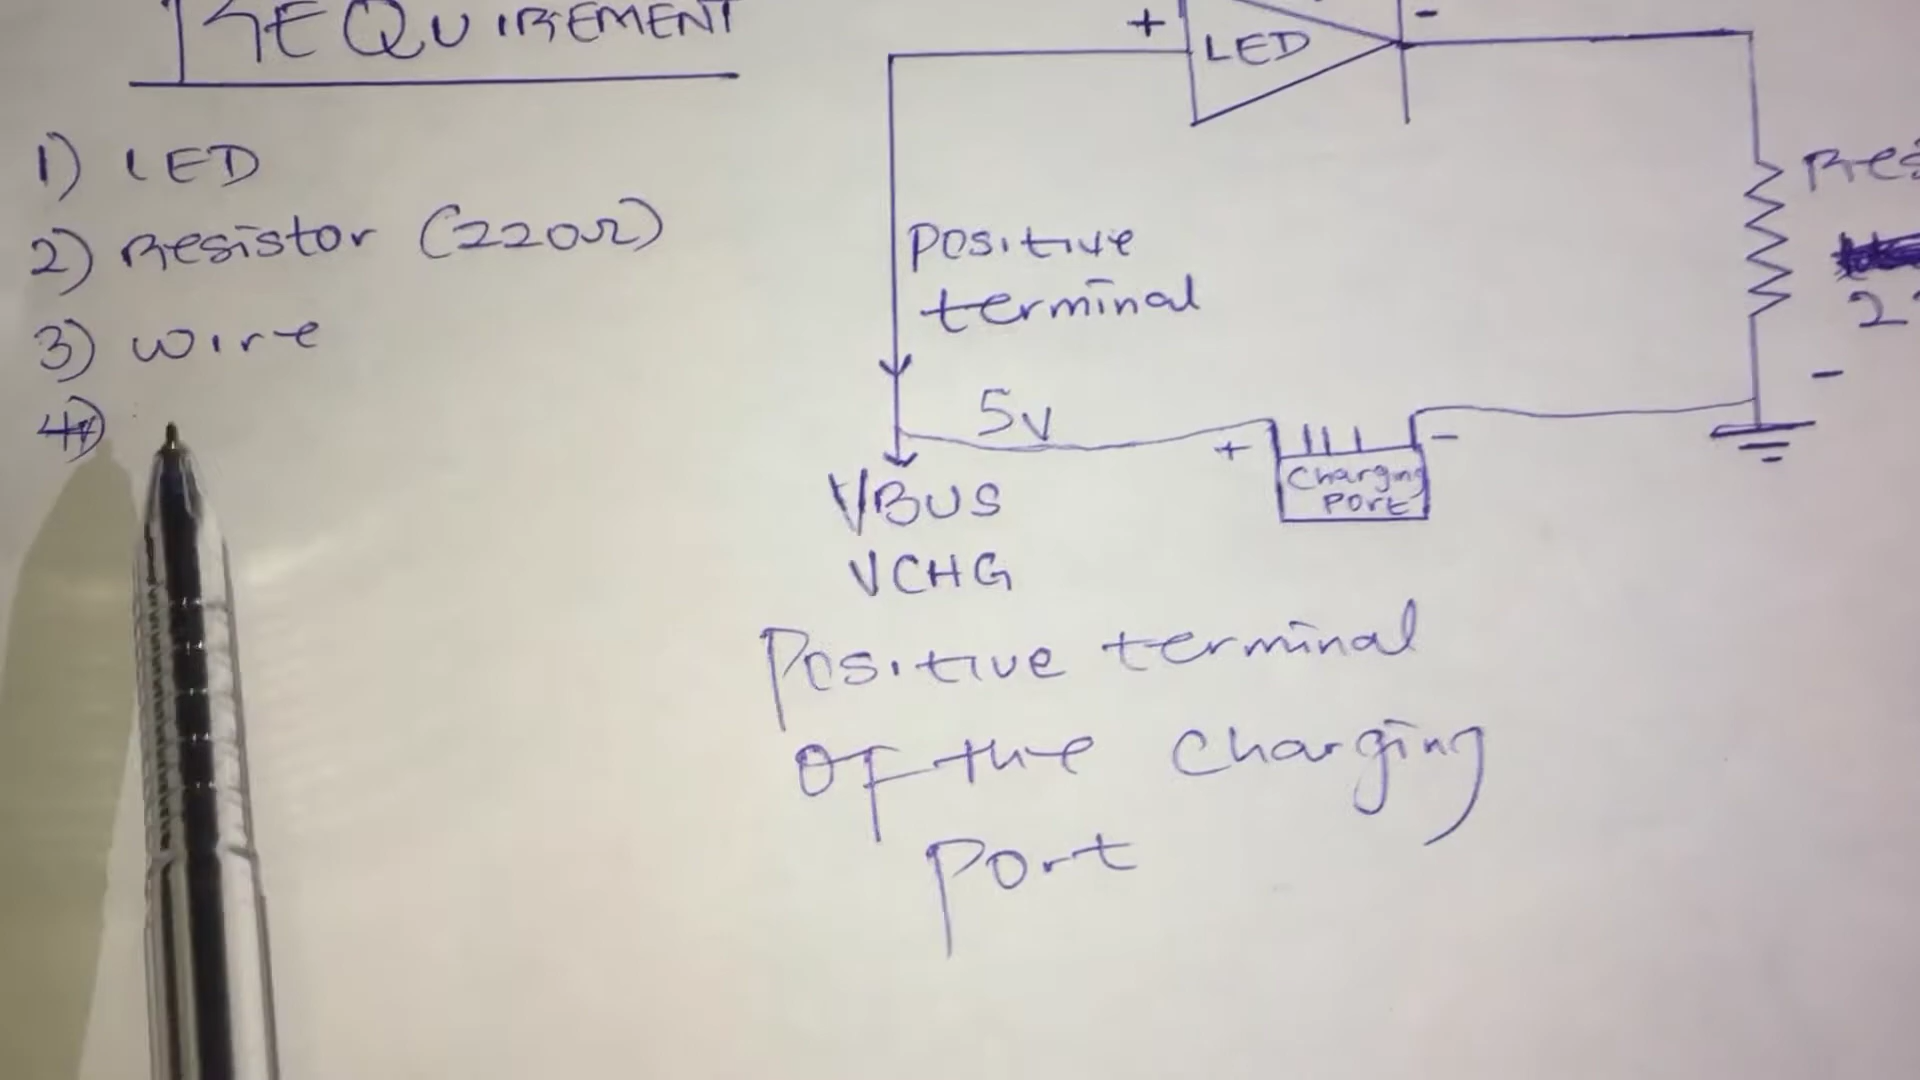 REQUIREMENT
1) LED
2) Resistor (220Ω)
3) wire
4)
+ LED -
Positive
terminal
5V
+ -
Charging
Port
-
VBUS
VCHG
Positive terminal
of the charging
port